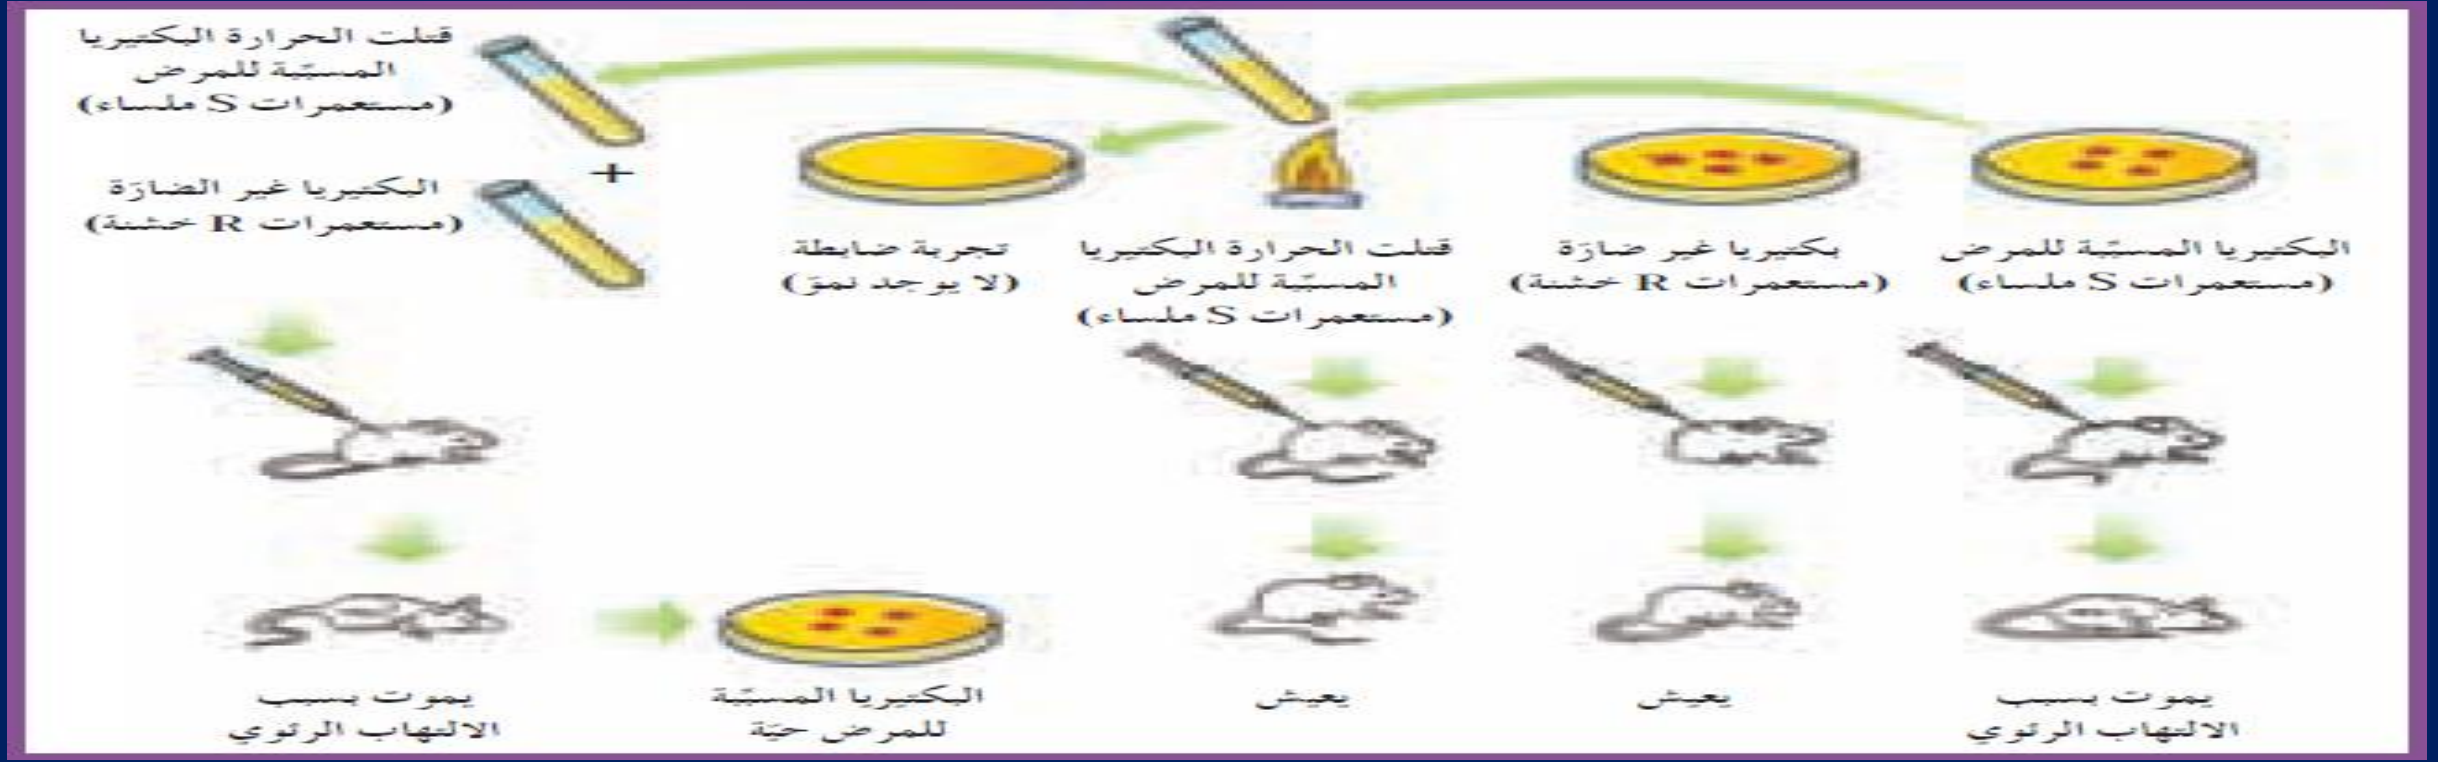 البكتيريا المسبّبة للمرض
(مستعمرات S ملساء)
بكتيريا غير ضارّة
(مستعمرات R خشنة)
قتلت الحرارة البكتيريا
المسبّبة للمرض
(مستعمرات S ملساء)
تجربة ضابطة
(لا يوجد نموّ)
قتلت الحرارة البكتيريا
المسبّبة للمرض
(مستعمرات S ملساء)
+
البكتيريا غير الضارّة
(مستعمرات R خشنة)
يموت بسبب
الالتهاب الرئوي
يعيش
يعيش
البكتيريا المسبّبة
للمرض حيّة
يموت بسبب
الالتهاب الرئوي